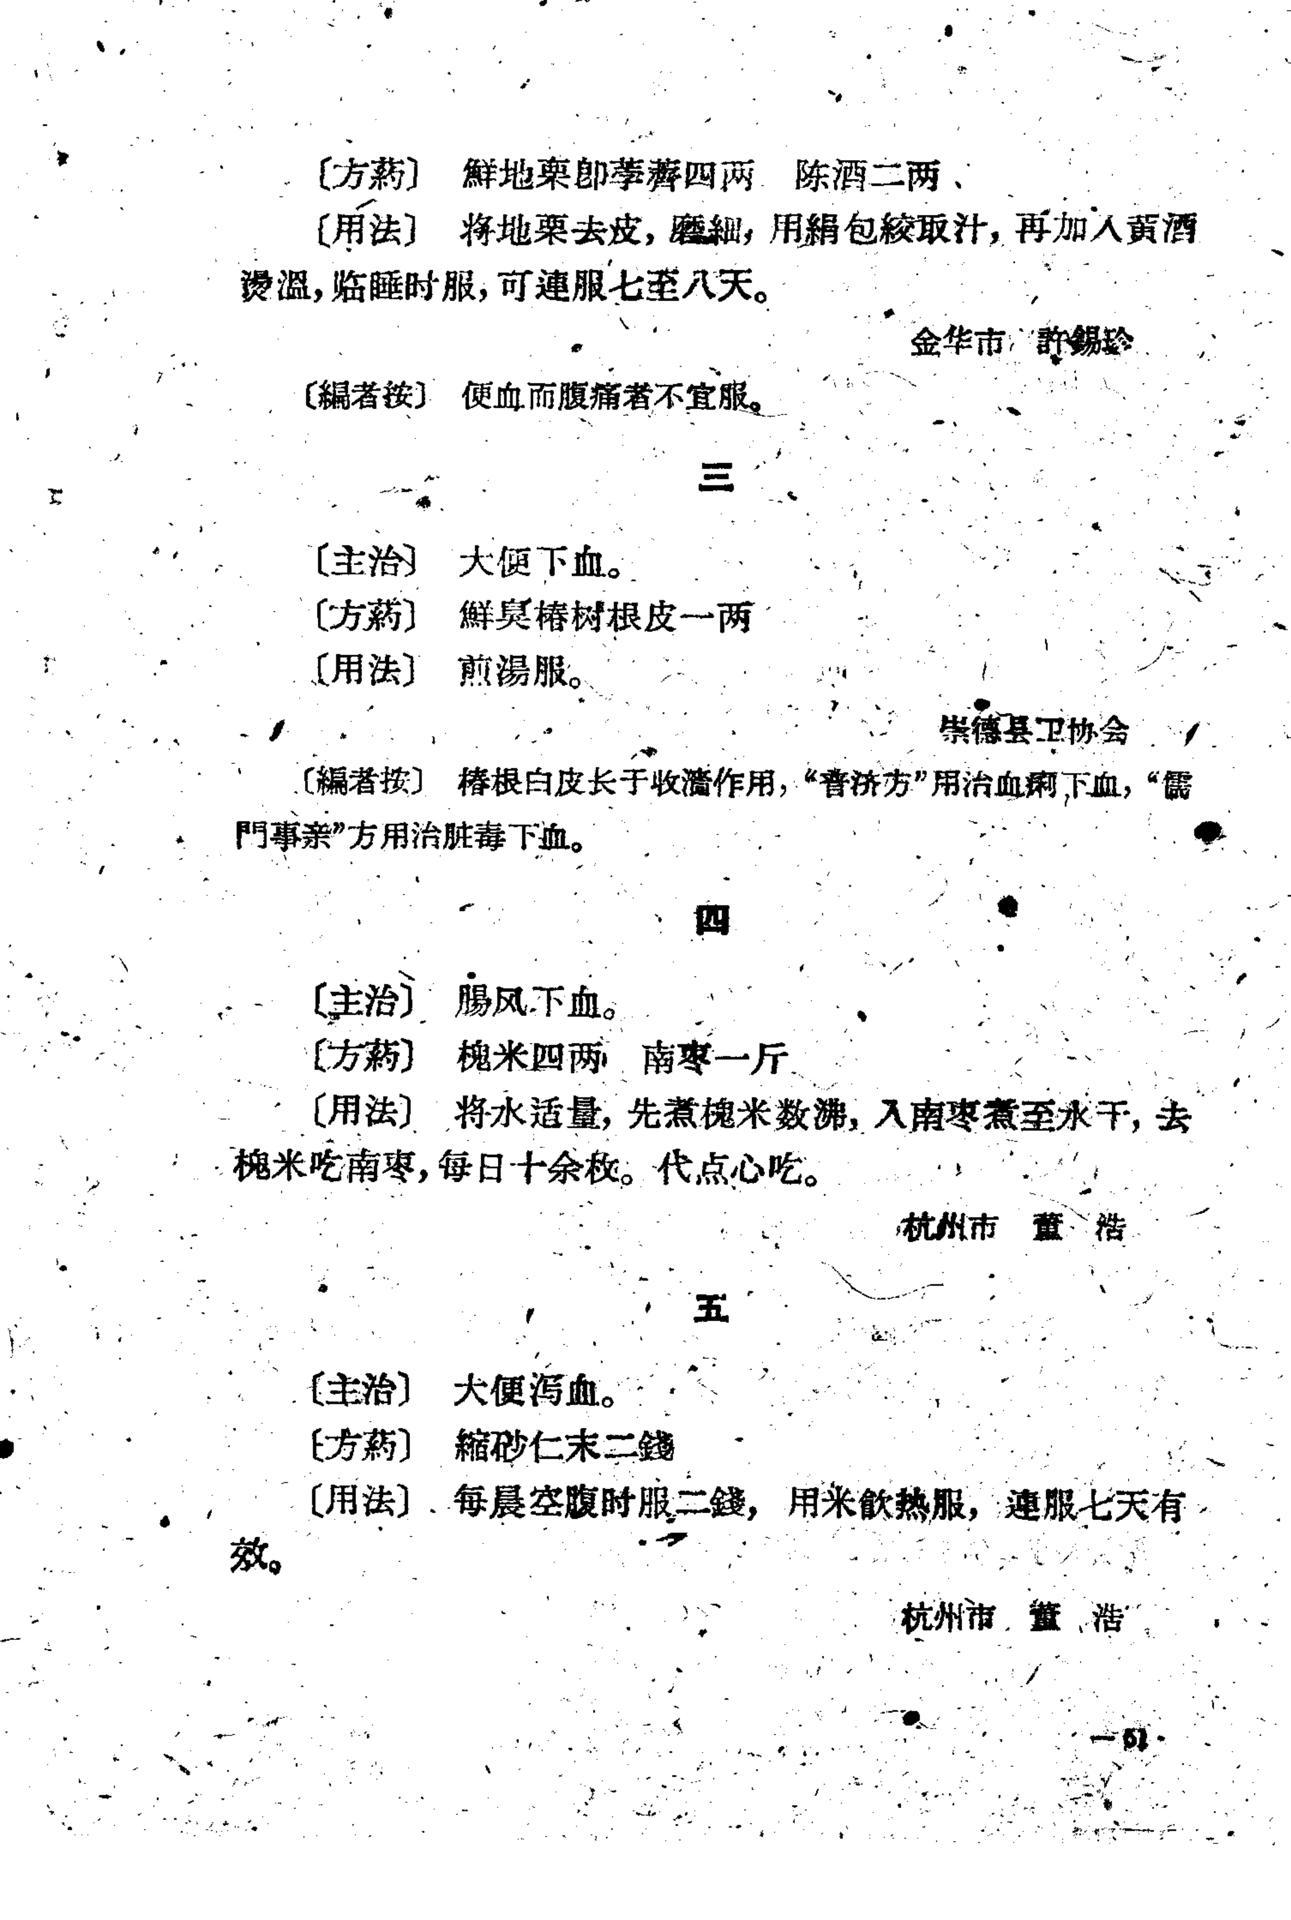 〔方葯〕 鮮地栗卽荸薺四两 陈酒二两、
〔用法〕 将地栗去皮，磨細，用絹包絞取汁，再加入黄酒
燙温，临睡时服，可連服七至八天。
金华市 許錫珍
〔編者按〕 便血而腹痛者不宜服。
三
〔主治〕 大便下血。
〔方葯〕 鮮臭椿树根皮一两
〔用法〕 煎湯服。
崇德县卫协会
〔編者按〕 椿根白皮长于收濇作用，“普济方”用治血痢下血，“儒
門事亲”方用治脏毒下血。
四
〔主治〕 腸风下血。
〔方葯〕 槐米四两 南枣一斤
〔用法〕 将水适量，先煮槐米数沸，入南枣煮至水干，去
槐米吃南枣，每日十余枚。代点心吃。
杭州市 董 浩
五
〔主治〕 大便泻血。
〔方葯〕 縮砂仁末二錢
〔用法〕 每晨空腹时服二錢，用米飮热服，連服七天有
效。
杭州市 董 浩
— 61 ·